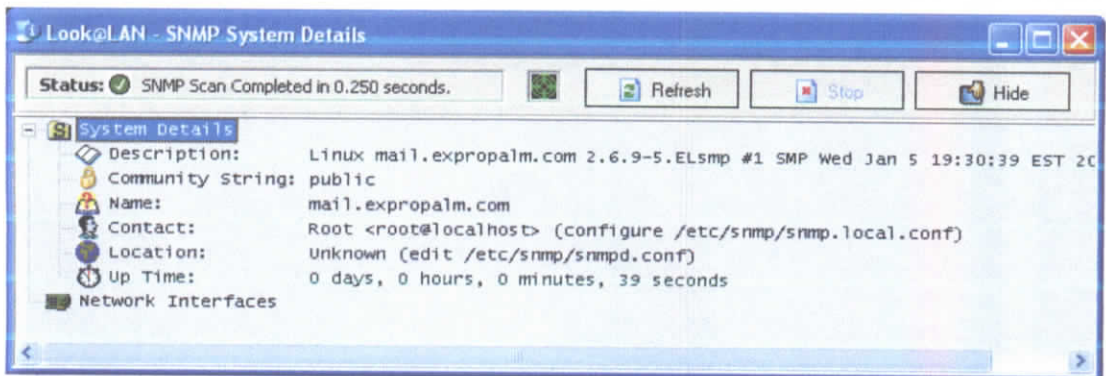 Look@LAN - SNMP System Details
Status: SNMP Scan Completed in 0.250 seconds.
Refresh
Stop
Hide
System Details
Description: Linux mail.expropalm.com 2.6.9-5.ELsmp #1 SMP Wed Jan 5 19:30:39 EST 20
Community String: public
Name: mail.expropalm.com
Contact: Root <root@localhost> (configure /etc/snmp/snmp.local.conf)
Location: Unknown (edit /etc/snmp/snmpd.conf)
Up Time: 0 days, 0 hours, 0 minutes, 39 seconds
Network Interfaces